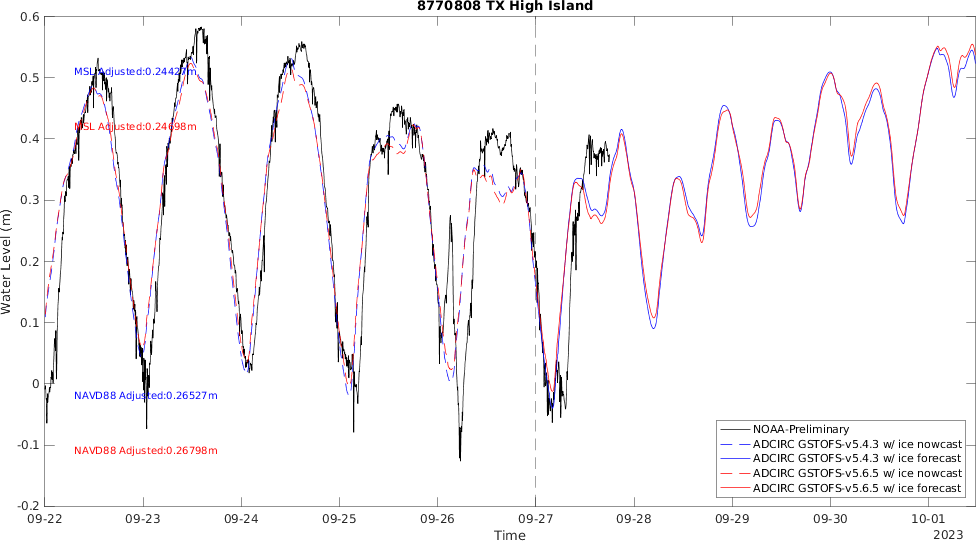 8770808 TX High Island
0.6
0.5
0.4
0.3
0.2
0.1
0
-0.1
-0.2
Water Level (m)
MSL Adjusted:0.24427m
MSL Adjusted:0.24698m
NAVD88 Adjusted:0.26527m
NAVD88 Adjusted:0.26798m
NOAA-Preliminary
ADCIRC GSTOFS-v5.4.3 w/ ice nowcast
ADCIRC GSTOFS-v5.4.3 w/ ice forecast
ADCIRC GSTOFS-v5.6.5 w/ ice nowcast
ADCIRC GSTOFS-v5.6.5 w/ ice forecast
09-22 09-23 09-24 09-25 09-26 09-27 09-28 09-29 09-30 10-01
Time
2023